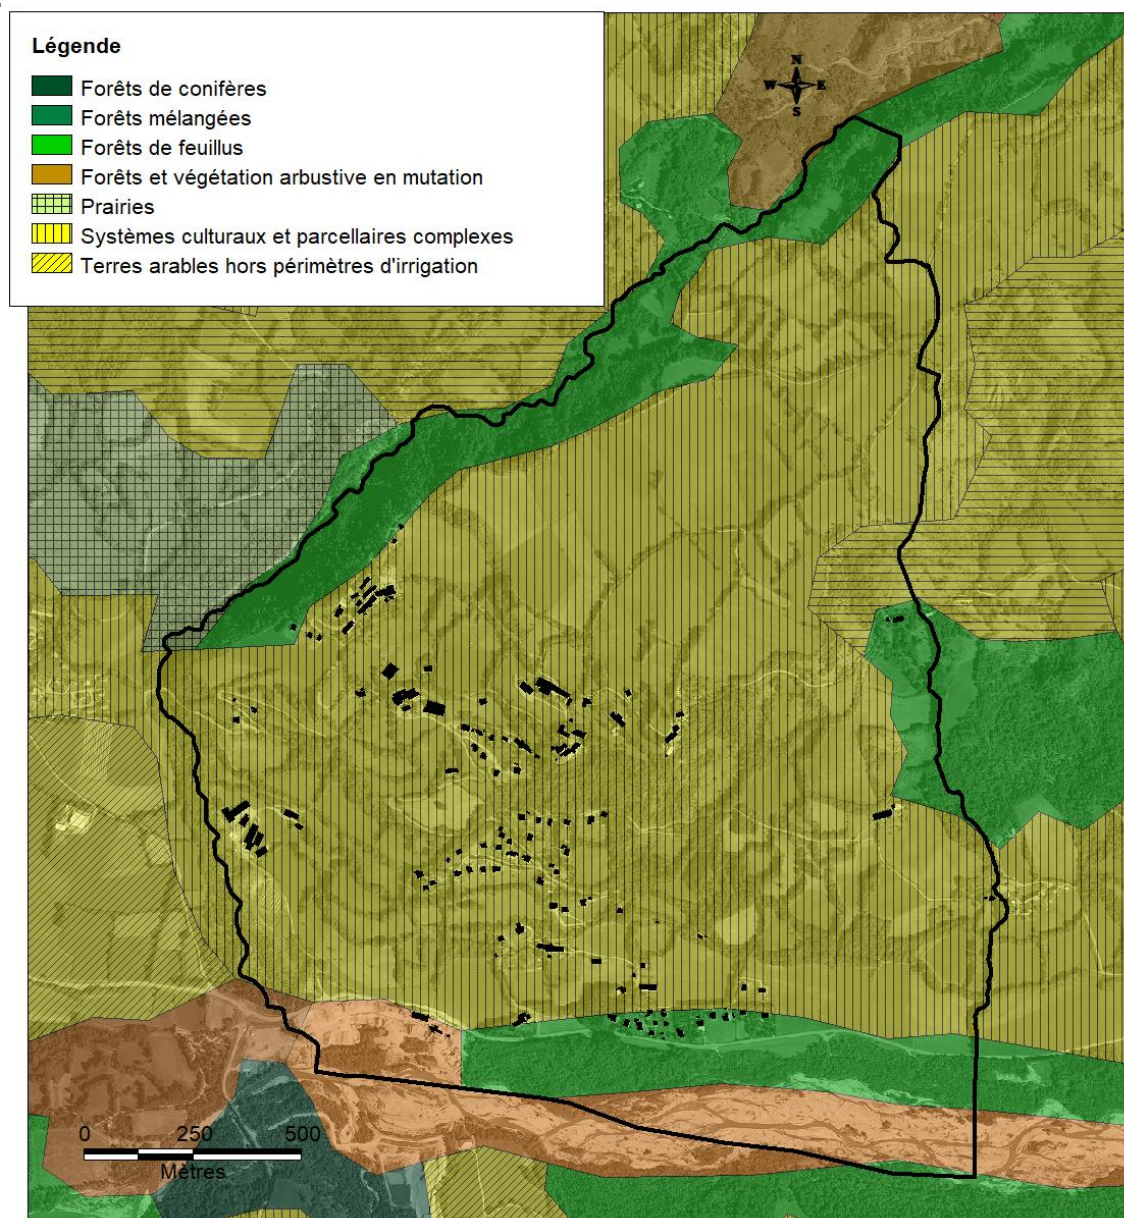 Légende
Forêts de conifères
Forêts mélangées
Forêts de feuillus
Forêts et végétation arbustive en mutation
Prairies
Systèmes culturaux et parcellaires complexes
Terres arables hors périmètres d'irrigation
N
W E
S
0 250 500
Mètres